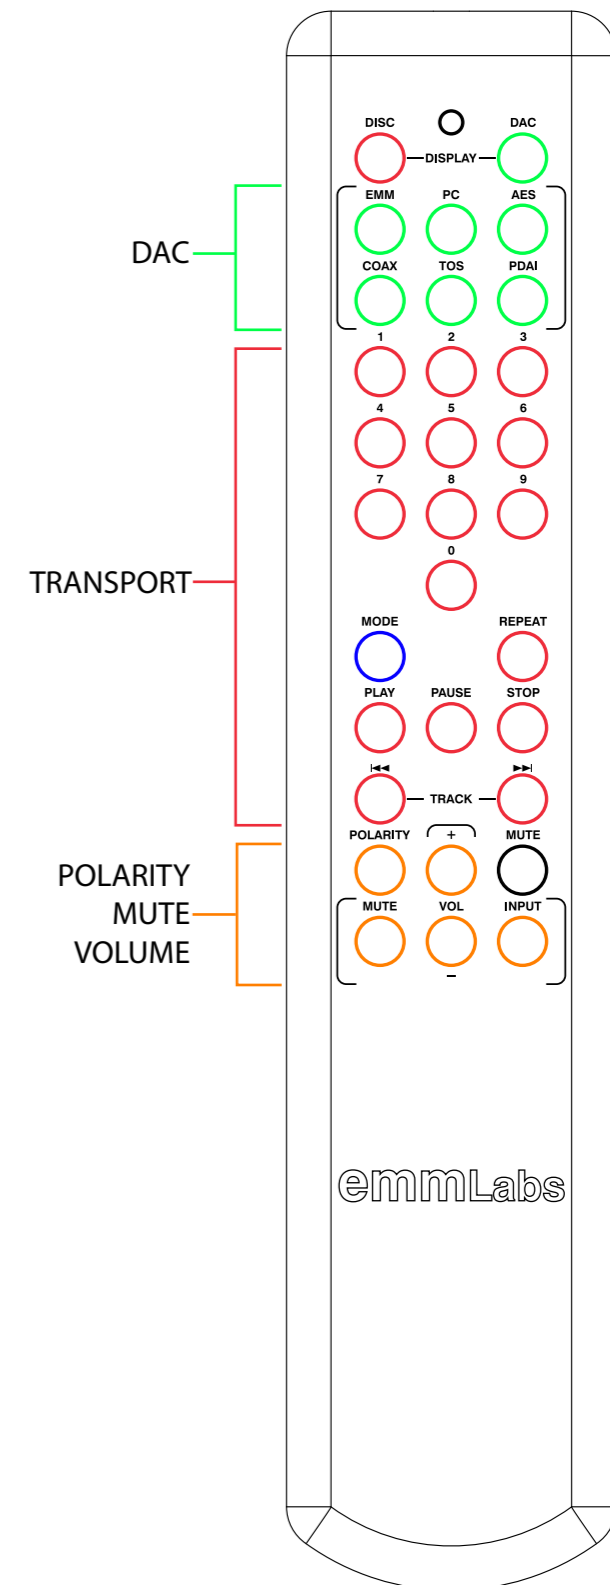 DISC DAC
DISPLAY
EMM PC AES
DAC
COAX TOS PDAI
1 2 3
4 5 6
7 8 9
0
TRANSPORT
MODE REPEAT
PLAY PAUSE STOP
TRACK
POLARITY + MUTE
POLARITY
MUTE
VOLUME
MUTE VOL INPUT
–
emmLabs